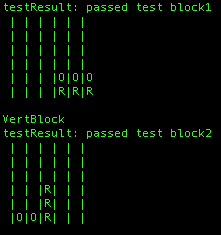 testResult: passed test block1
| | | | | |
| | | | | |
| | | | | |
| | | | | |
| | | |O|O|O
| | | |R|R|R
VertBlock
testResult: passed test block2
| | | | | |
| | | | | |
| | | | | |
| | |R| | |
| | |R| | |
|O|O|R| | |